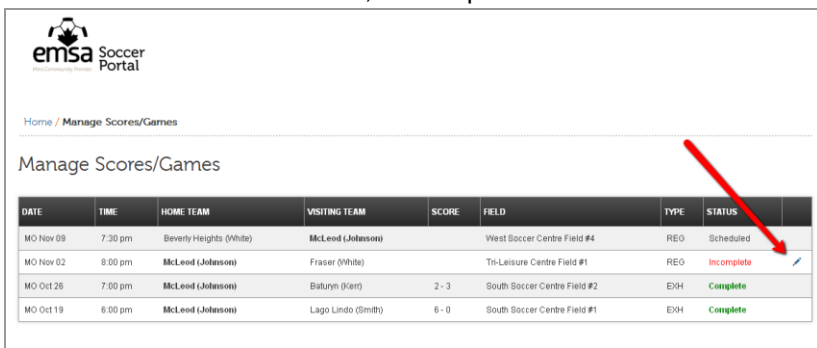 emsa Soccer
Portal
Home / Manage Scores/Games
Manage Scores/Games
DATE TIME HOME TEAM VISITING TEAM SCORE FIELD TYPE STATUS
MO Nov 09 7:30 pm Beverly Heights (White) McLeod (Johnson) West Soccer Centre Field #4 REG Scheduled
MO Nov 02 8:00 pm McLeod (Johnson) Fraser (White) Tri-Leisure Centre Field #1 REG Incomplete
MO Oct 26 7:00 pm McLeod (Johnson) Baturyn (Kerr) 2 - 3 South Soccer Centre Field #2 EXH Complete
MO Oct 19 6:00 pm McLeod (Johnson) Lago Lindo (Smith) 6 - 0 South Soccer Centre Field #1 EXH Complete